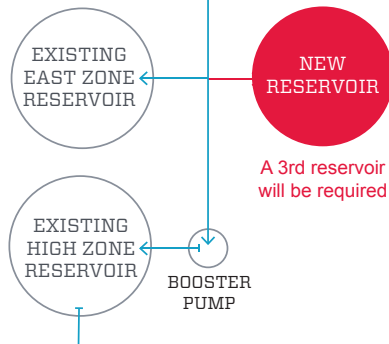 EXISTING
EAST ZONE
RESERVOIR
NEW
RESERVOIR
A 3rd reservoir
will be required
EXISTING
HIGH ZONE
RESERVOIR
BOOSTER
PUMP